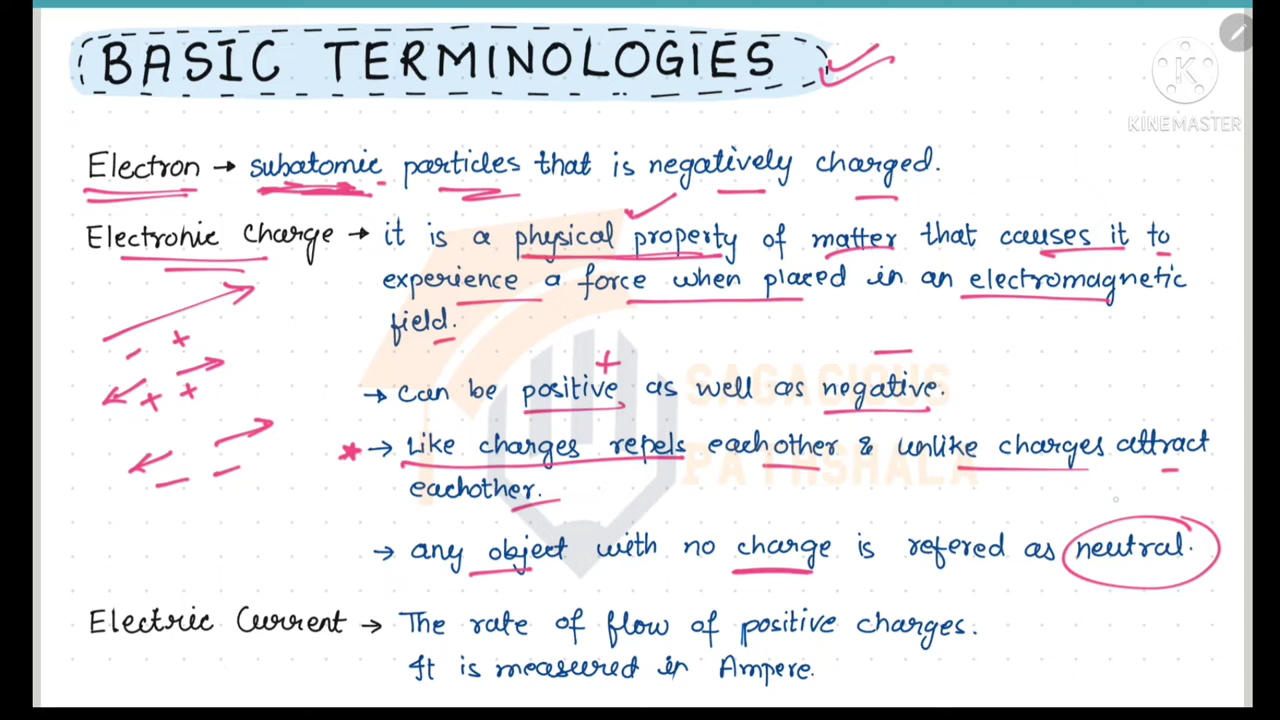 BASIC TERMINOLOGIES
KINEMASTER
Electron → subatomic particles that is negatively charged.
Electronic Charge → it is a physical property of matter that causes it to
experience a force when placed in an electromagnetic
field.
→ can be positive as well as negative.
* → Like charges repels eachother & unlike charges attract
eachother.
SAGACIOUS
PATHSHALA
→ any object with no charge is refered as neutral.
Electric Current → The rate of flow of positive charges.
It is measured in Ampere.